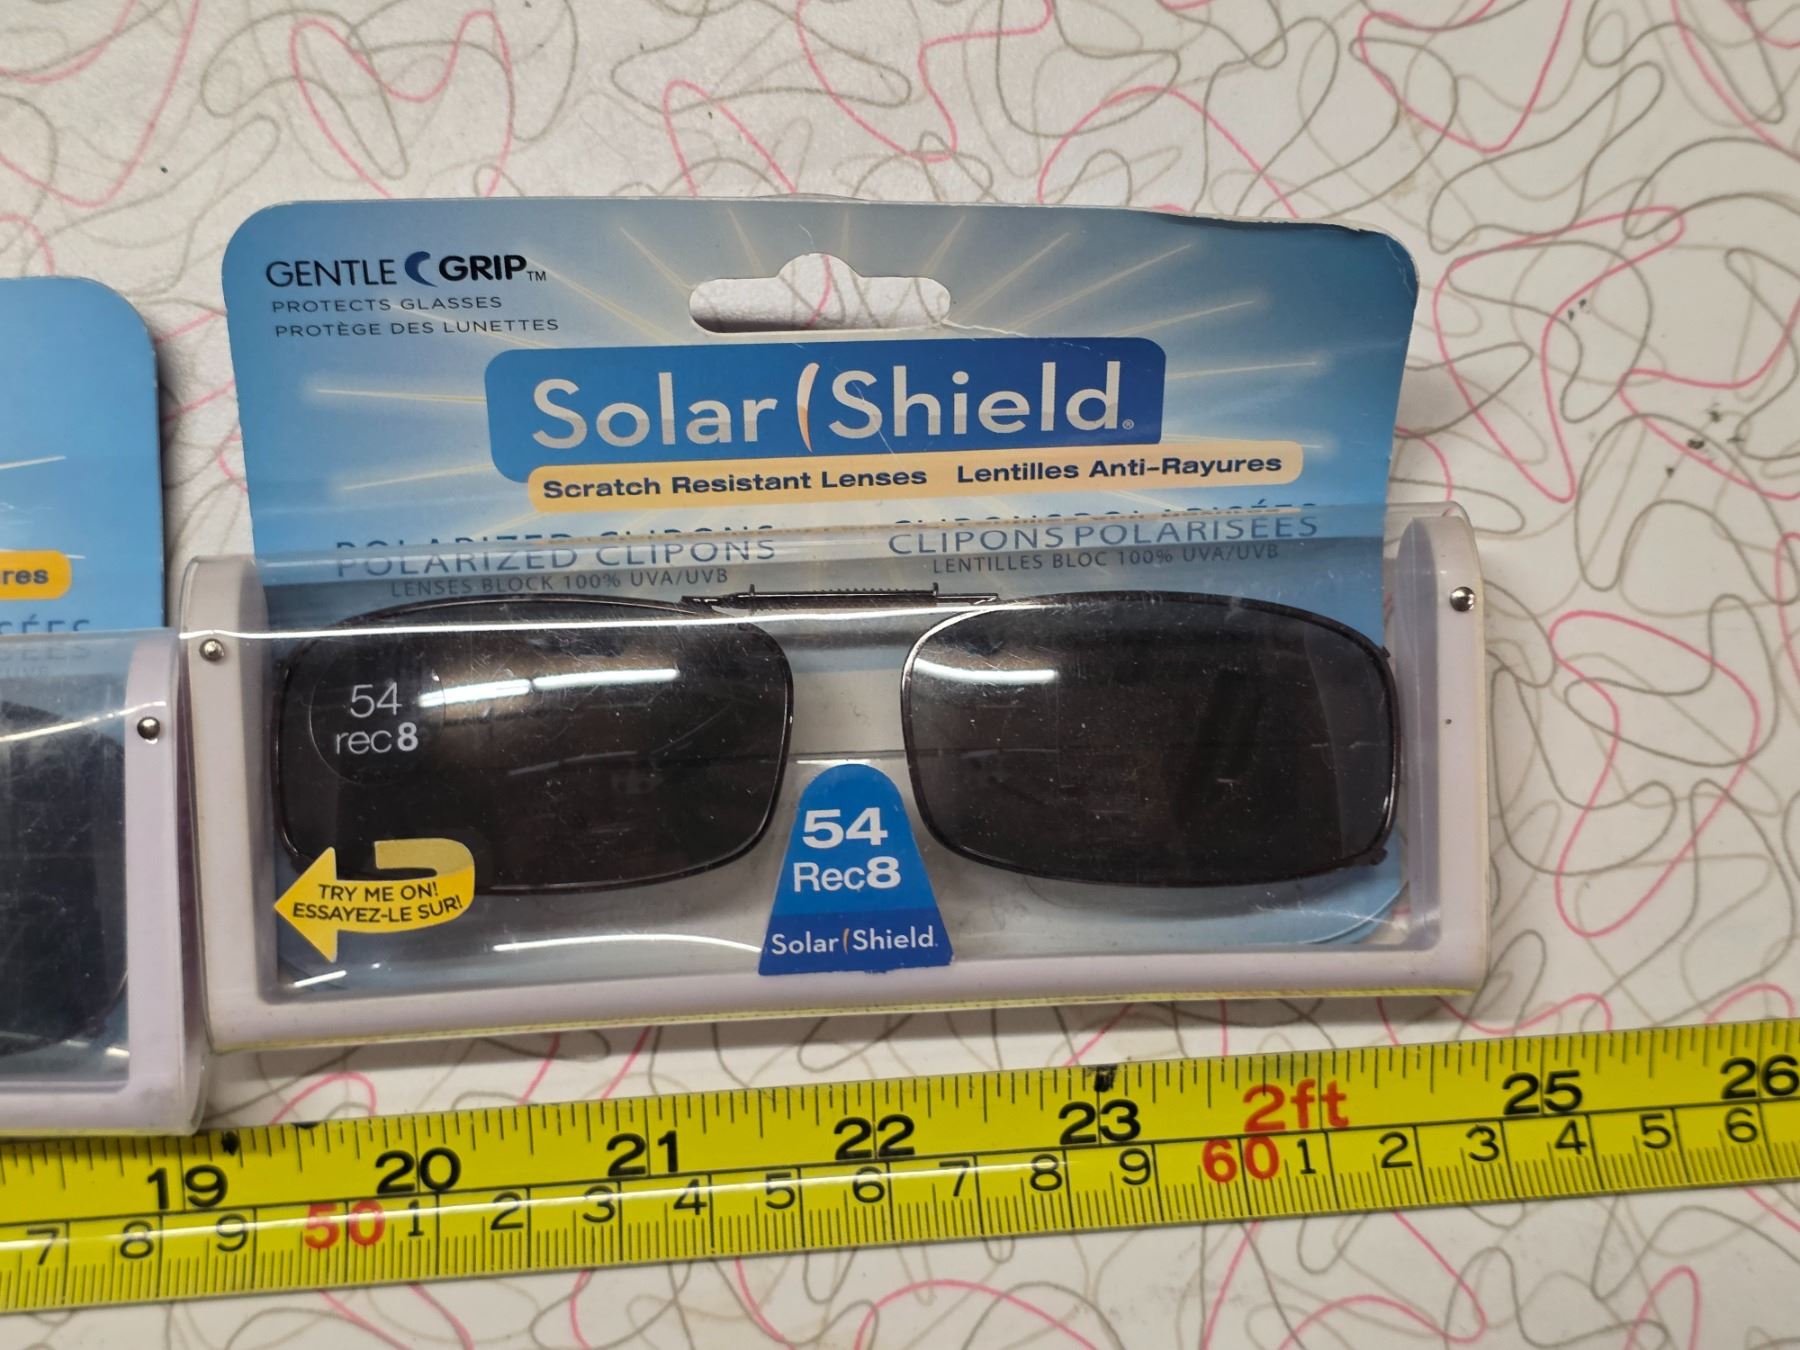 GENTLE GRIP™
PROTECTS GLASSES
PROTÈGE DES LUNETTES
Solar Shield®
Scratch Resistant Lenses Lentilles Anti-Rayures
POLARIZED CLIPONS CLIPONS POLARISÉES
LENSES BLOCK 100% UVA/UVB LENTILLES BLOC 100% UVA/UVB
54
rec8
TRY ME ON!
ESSAYEZ-LE SUR!
54
Rec8
Solar Shield
res
SÉES
19 20 21 22 23 2ft 25 26
7 8 9 50 1 2 3 4 5 6 7 8 9 60 1 2 3 4 5 6